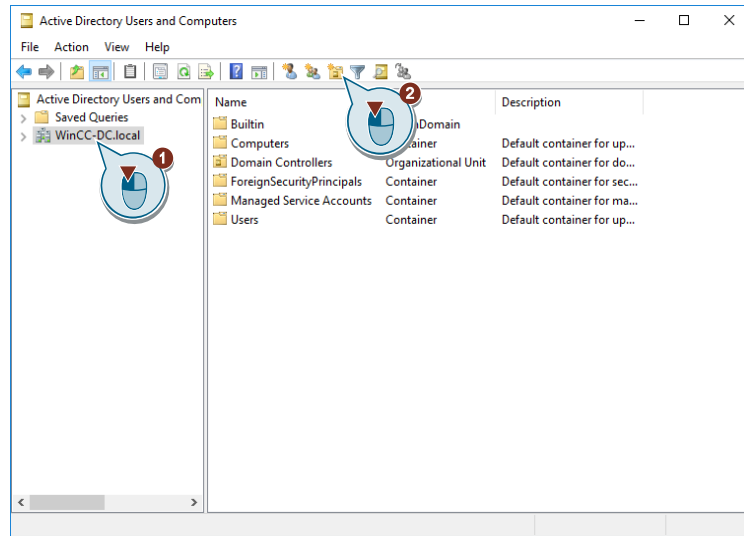 Active Directory Users and Computers
File Action View Help
Active Directory Users and Com
Saved Queries
WinCC-DC.local
1
2
Name Description
Builtin Domain
Computers ainer Default container for up...
Domain Controllers Organizational Unit Default container for do...
ForeignSecurityPrincipals Container Default container for sec...
Managed Service Accounts Container Default container for ma...
Users Container Default container for up...